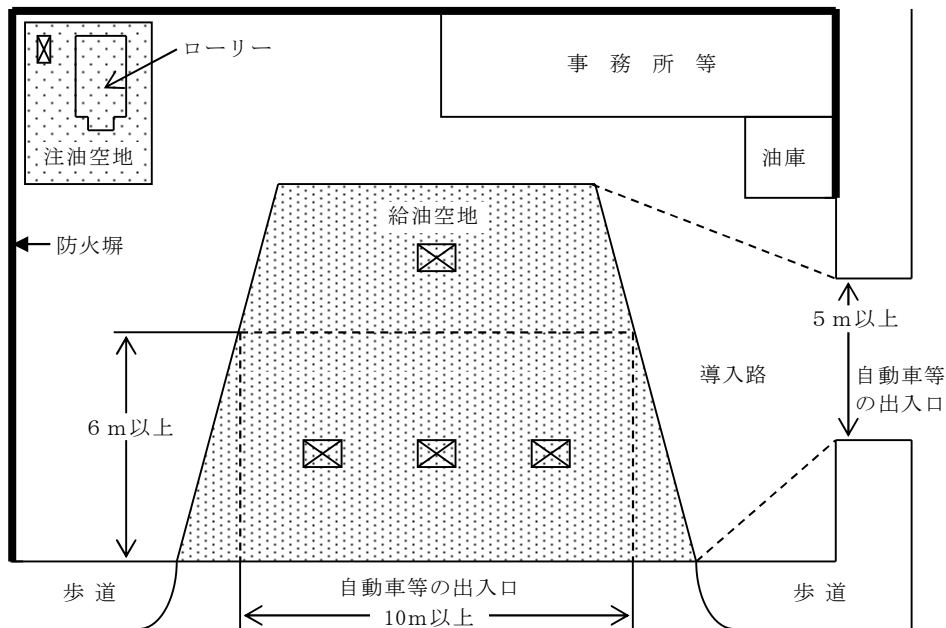 ローリー
事務所等
注油空地
油庫
給油空地
防火塀
5m以上
導入路
自動車等
の出入口
6m以上
自動車等の出入口
歩道
歩道
10m以上